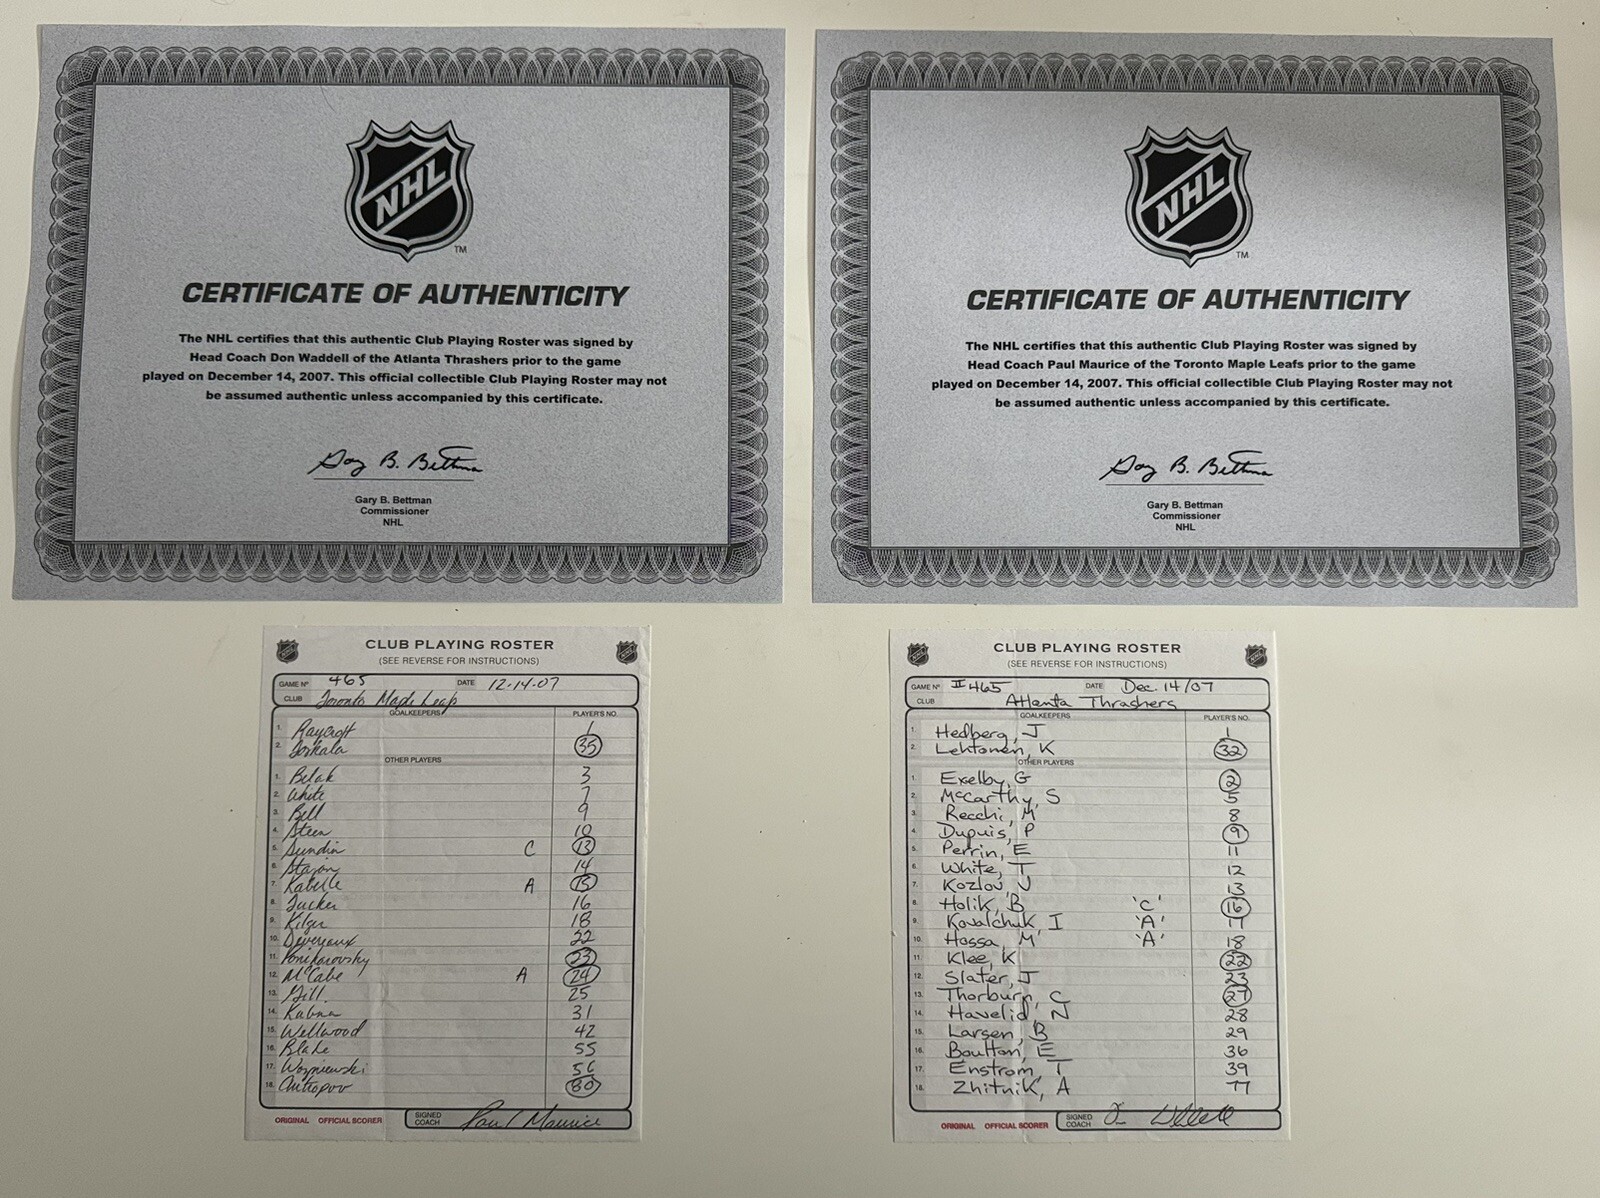 NHL
TM
CERTIFICATE OF AUTHENTICITY
The NHL certifies that this authentic Club Playing Roster was signed by
Head Coach Don Waddell of the Atlanta Thrashers prior to the game
played on December 14, 2007. This official collectible Club Playing Roster may not
be assumed authentic unless accompanied by this certificate.
Gary B. Bettman
Gary B. Bettman
Commissioner
NHL
NHL
TM
CERTIFICATE OF AUTHENTICITY
The NHL certifies that this authentic Club Playing Roster was signed by
Head Coach Paul Maurice of the Toronto Maple Leafs prior to the game
played on December 14, 2007. This official collectible Club Playing Roster may not
be assumed authentic unless accompanied by this certificate.
Gary B. Bettman
Gary B. Bettman
Commissioner
NHL
CLUB PLAYING ROSTER
(SEE REVERSE FOR INSTRUCTIONS)
GAME Nº 465 DATE 12-14-07
CLUB Toronto Maple Leafs
GOALKEEPERS PLAYER'S NO.
1. Raycroft 1
2. Toskala 35
OTHER PLAYERS
1. Belak 3
2. White 7
3. Bell 9
4. Steen 10
5. Sundin C 13
6. Stajan 14
7. Kaberle A 15
8. Tucker 16
9. Kilger 18
10. Devereaux 22
11. Ponikarovsky 23
12. McCabe A 24
13. Gill 25
14. 31
15. Wellwood 42
16. Blake 55
17. Wozniewski 56
18. Antropov 80
ORIGINAL OFFICIAL SCORER SIGNED COACH Paul Maurice
CLUB PLAYING ROSTER
(SEE REVERSE FOR INSTRUCTIONS)
GAME Nº II 465 DATE Dec. 14/07
CLUB Atlanta Thrashers
GOALKEEPERS PLAYER'S NO.
1. Hedberg, J 1
2. Lehtonen, K 32
OTHER PLAYERS
1. Exelby, G 2
2. McCarthy, S 5
3. Recchi, M 8
4. Dupuis, P 9
5. Perrin, E 11
6. White, T 12
7. Kozlov, V 13
8. Holik, B 'C' 16
9. Kovalchuk, I 'A' 17
10. Hossa, M 'A' 18
11. Klee, K 22
12. Slater, J 23
13. Thorburn, C 27
14. Havelid, N 28
15. Larsen, B 29
16. Boulton, E 36
17. Enstrom, T 39
18. Zhitnik, A 77
ORIGINAL OFFICIAL SCORER SIGNED COACH